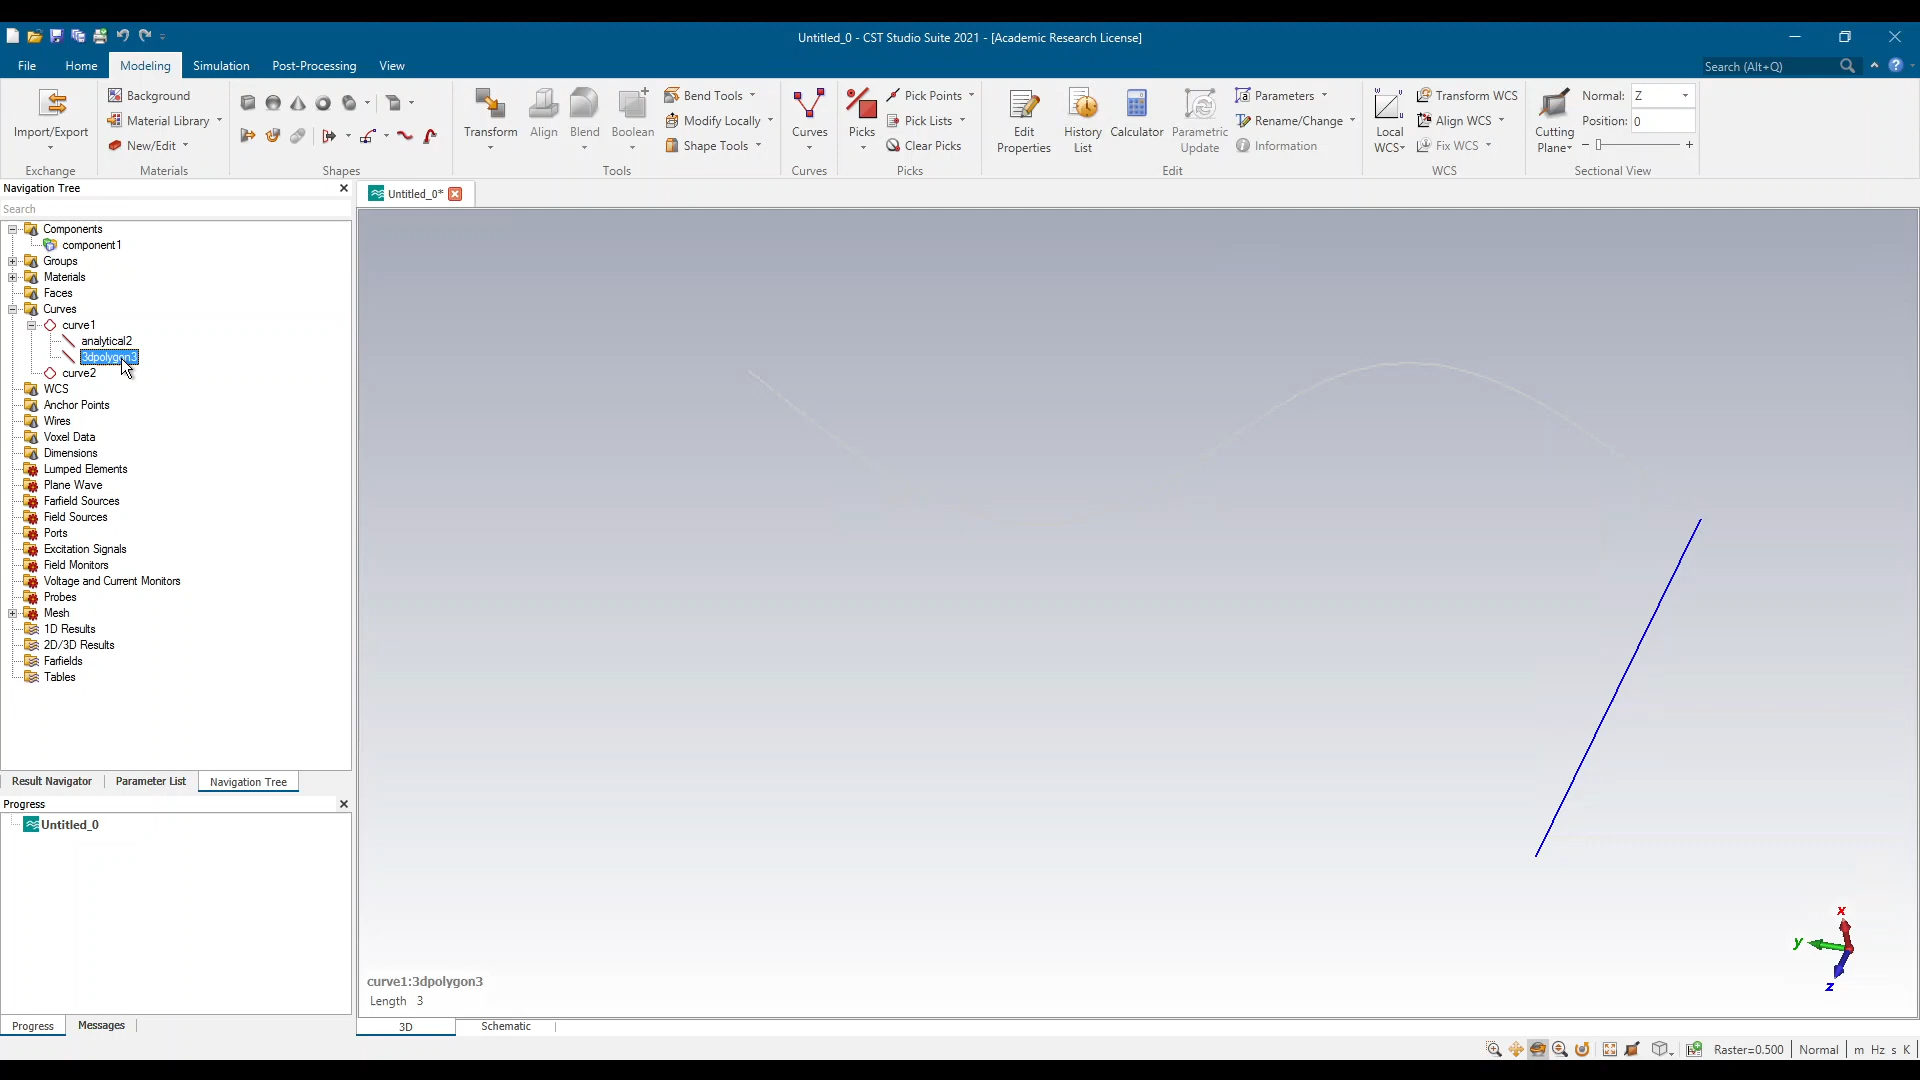 Untitled_0 - CST Studio Suite 2021 - [Academic Research License]
File Home Modeling Simulation Post-Processing View Search (Alt+Q)
Import/Export
Exchange
Background
Material Library
New/Edit
Materials
Shapes
Transform
Align
Blend
Boolean
Bend Tools
Modify Locally
Shape Tools
Tools
Curves
Curves
Picks
Pick Points
Pick Lists
Clear Picks
Picks
Edit
Properties
History
List
Calculator
Parametric
Update
Parameters
Rename/Change
Information
Edit
Local
WCS
Transform WCS
Align WCS
Fix WCS
WCS
Cutting
Plane
Normal: Z
Position: 0
Sectional View
Navigation Tree
Search
Components
component1
Groups
Materials
Faces
Curves
curve1
analytical2
3dpolygon3
curve2
WCS
Anchor Points
Wires
Voxel Data
Dimensions
Lumped Elements
Plane Wave
Farfield Sources
Field Sources
Ports
Excitation Signals
Field Monitors
Voltage and Current Monitors
Probes
Mesh
1D Results
2D/3D Results
Farfields
Tables
Result Navigator Parameter List Navigation Tree
Progress
Untitled_0
Progress Messages
Untitled_0*
x
y
z
curve1:3dpolygon3
Length 3
3D Schematic
Raster=0.500 Normal m Hz s K